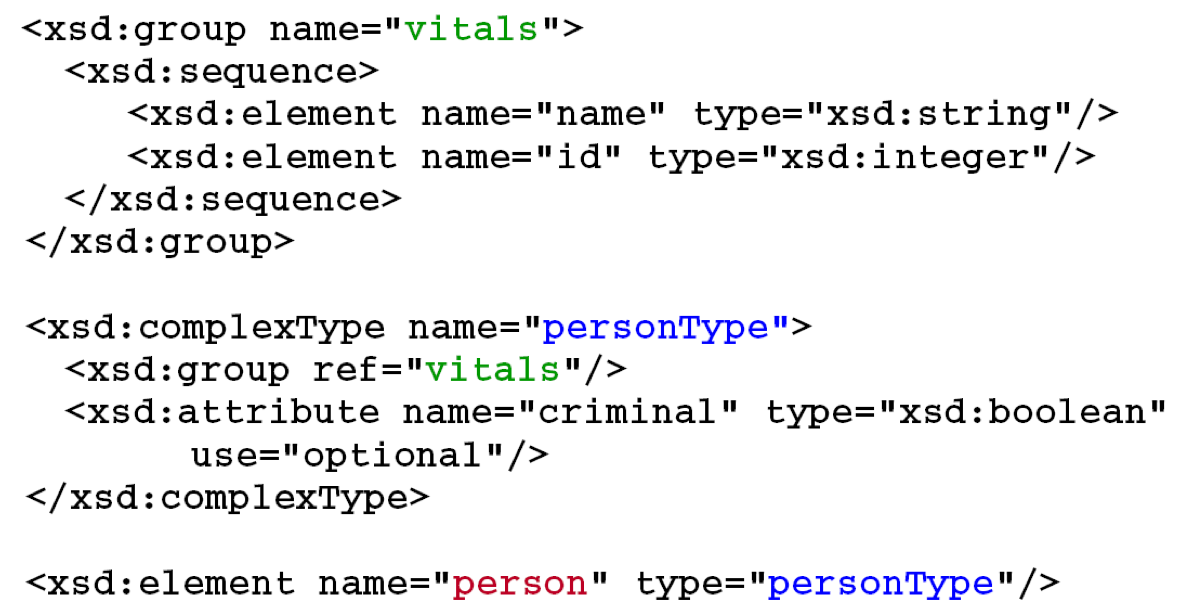 <xsd:group name="vitals">
<xsd:sequence>
<xsd:element name="name" type="xsd:string"/>
<xsd:element name="id" type="xsd:integer"/>
</xsd:sequence>
</xsd:group>
<xsd:complexType name="personType">
<xsd:group ref="vitals"/>
<xsd:attribute name="criminal" type="xsd:boolean"
use="optional"/>
</xsd:complexType>
<xsd:element name="person" type="personType"/>